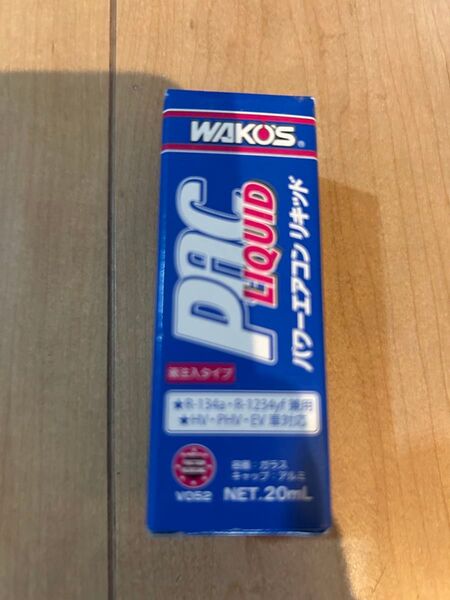 WAKO'S®
PAC
LIQUID
パワーエアコン リキッド
液注入タイプ
★R-134a・R-1234yf 兼用
★HV・PHV・EV 車対応
容器：ガラス
キャップ：アルミ
V052
NET.20mL